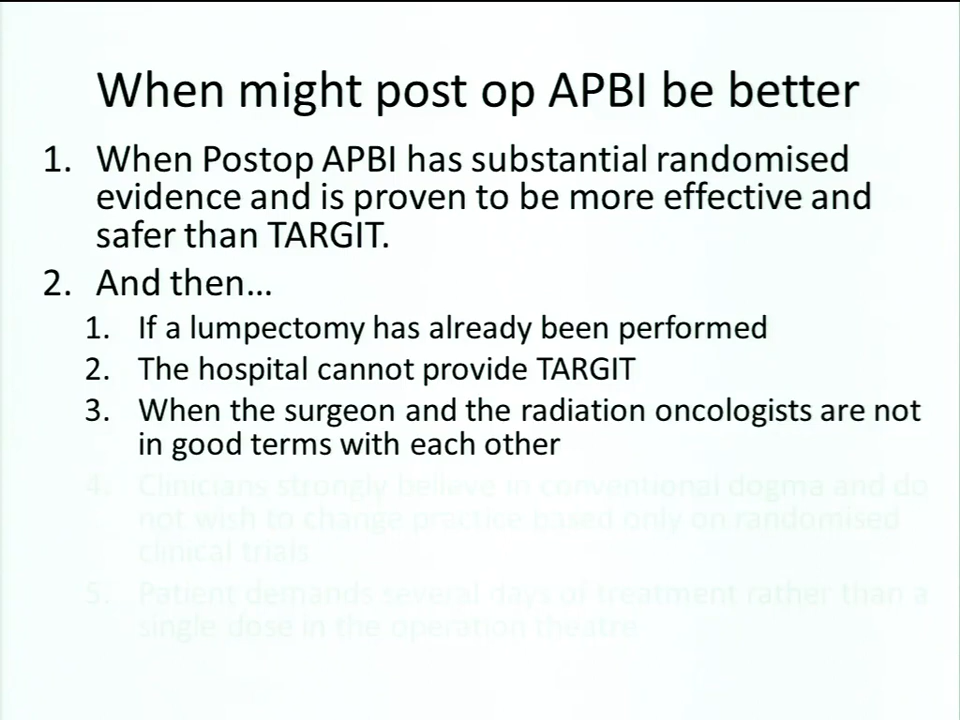 When might post op APBI be better
1. When Postop APBI has substantial randomised
evidence and is proven to be more effective and
safer than TARGIT.
2. And then…
1. If a lumpectomy has already been performed
2. The hospital cannot provide TARGIT
3. When the surgeon and the radiation oncologists are not
in good terms with each other
4. Clinicians strongly believe in conventional dogma and do
not wish to change practice based only on randomised
clinical trials
5. Patient demands several days of treatment rather than a
single dose in the operation theatre